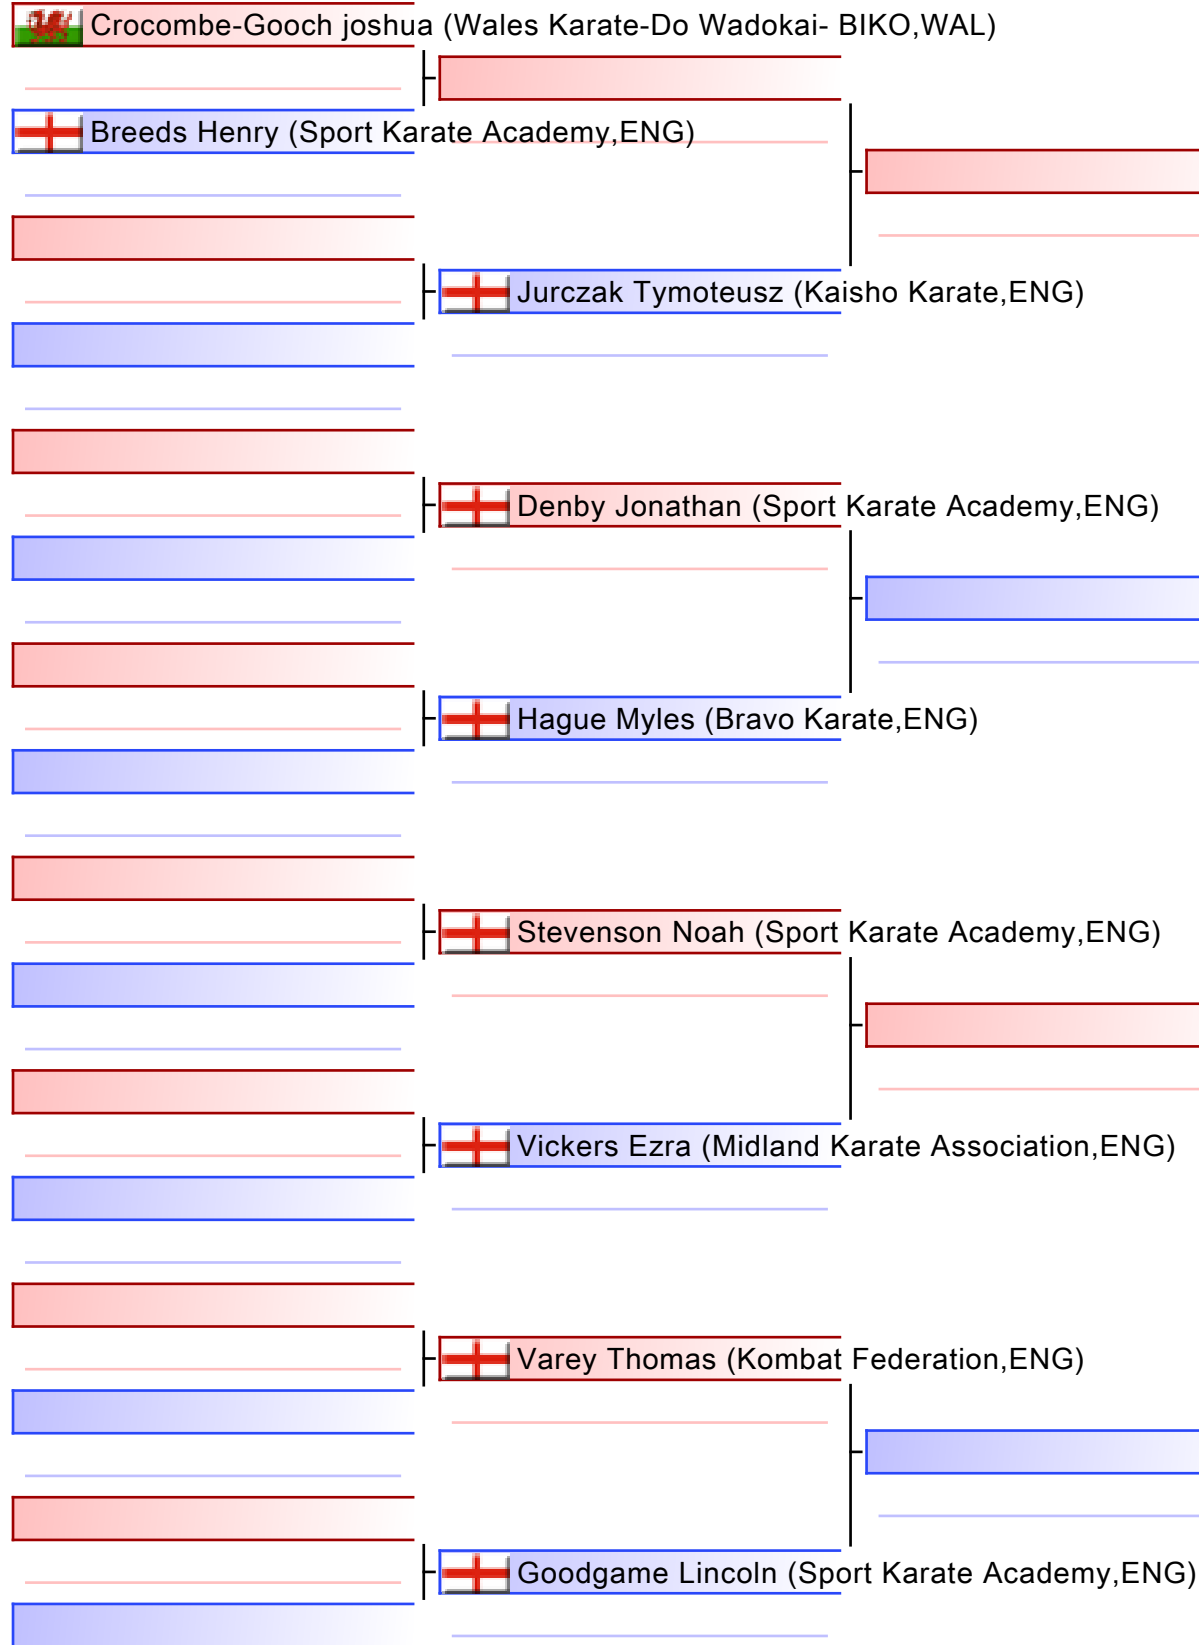 Crocombe-Gooch joshua (Wales Karate-Do Wadokai- BIKO,WAL)
Breeds Henry (Sport Karate Academy,ENG)
Jurczak Tymoteusz (Kaisho Karate,ENG)
Denby Jonathan (Sport Karate Academy,ENG)
Hague Myles (Bravo Karate,ENG)
Stevenson Noah (Sport Karate Academy,ENG)
Vickers Ezra (Midland Karate Association,ENG)
Varey Thomas (Kombat Federation,ENG)
Goodgame Lincoln (Sport Karate Academy,ENG)